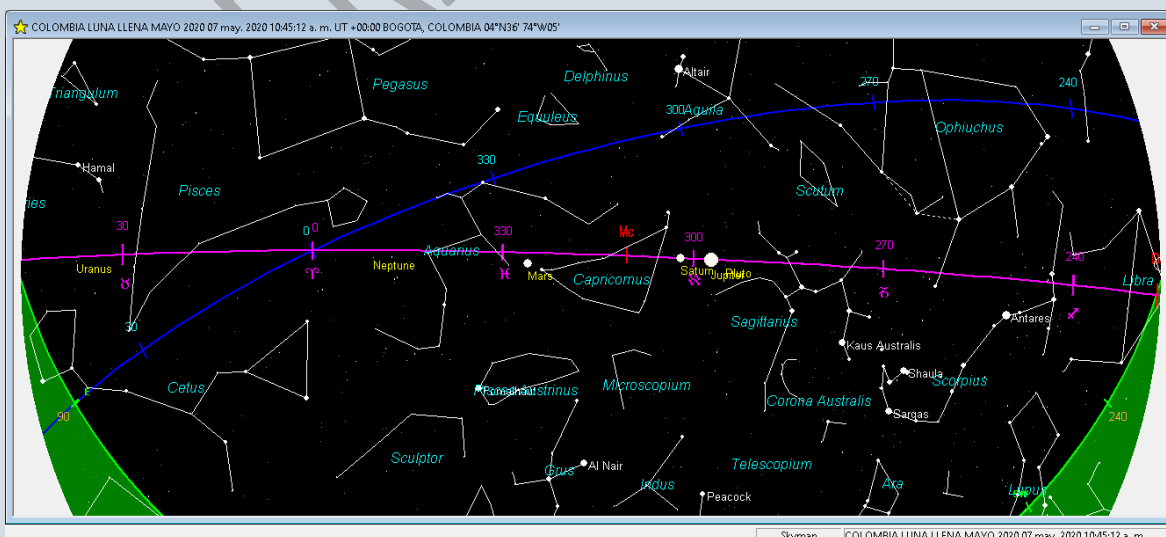 COLOMBIA LUNA LLENA MAYO 2020 07 may. 2020 10:45:12 a. m. UT +00:00 BOGOTA, COLOMBIA 04°N36' 74°W05'
Triangulum
Pegasus
Delphinus
Altair
270
240
Equuleus
300
Aquila
Ophiuchus
Hamal
330
Pisces
Scutum
ries
30
0
0
330
Mc
300
270
240
Aquarius
Uranus
Neptune
Mars
Capricornus
Saturn
Jupiter
Pluto
Libra
♉
♈
♓
♒
♑
♐
30
Sagittarius
Antares
Kaus Australis
Cetus
E
Fomalhaut
Microscopium
Shaula
Scorpius
Corona Australis
90
Sargas
240
Sculptor
Grus
Al Nair
Telescopium
Indus
Ara
Lupus
Peacock
Skyman
COLOMBIA LUNA LLENA MAYO 2020 07 may. 2020 10:45:12 a. m.